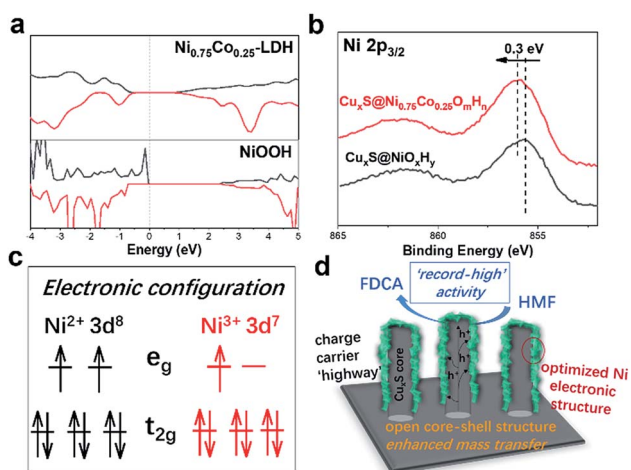 a
Ni0.75Co0.25-LDH
NiOOH
-4 -3 -2 -1 0 1 2 3 4 5
Energy (eV)
b
Ni 2p3/2
0.3 eV
CuxS@Ni0.75Co0.25OmHn
CuxS@NiOxHy
865 860 855
Binding Energy (eV)
c
Electronic configuration
Ni2+ 3d8 Ni3+ 3d7
eg
t2g
d
FDCA
'record-high'
activity
HMF
charge
carrier
'highway'
CuxS core
h+
h+
h+
optimized Ni
electronic
structure
open core-shell structure
enhanced mass transfer